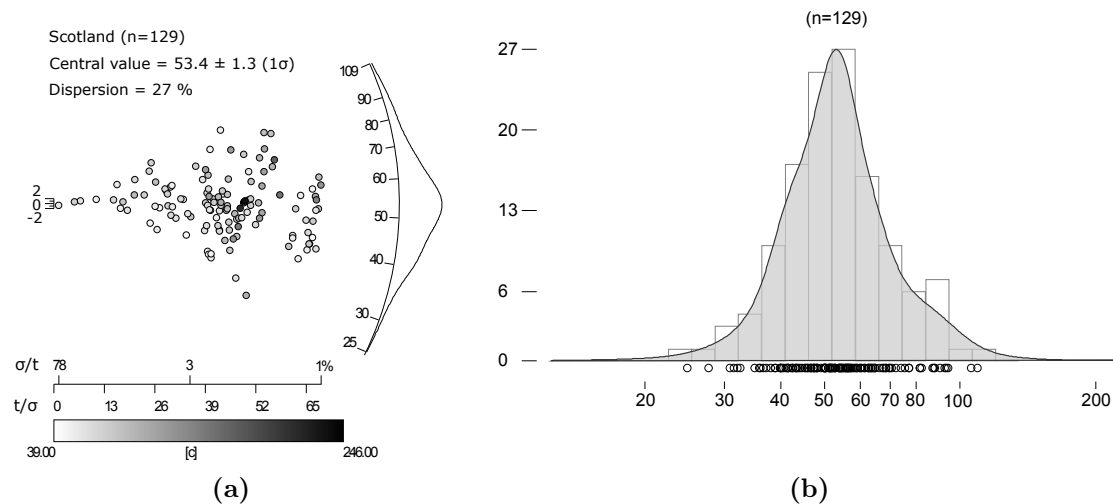 Scotland (n=129)
Central value = 53.4 ± 1.3 (1σ)
Dispersion = 27 %
109
90
80
70
60
50
40
30
25
2
0
-2
σ/t 78 3 1%
t/σ 0 13 26 39 52 65
39.00 [c] 246.00
(a)
(n=129)
27
20
13
6
0
20 30 40 50 60 70 80 100 200
(b)